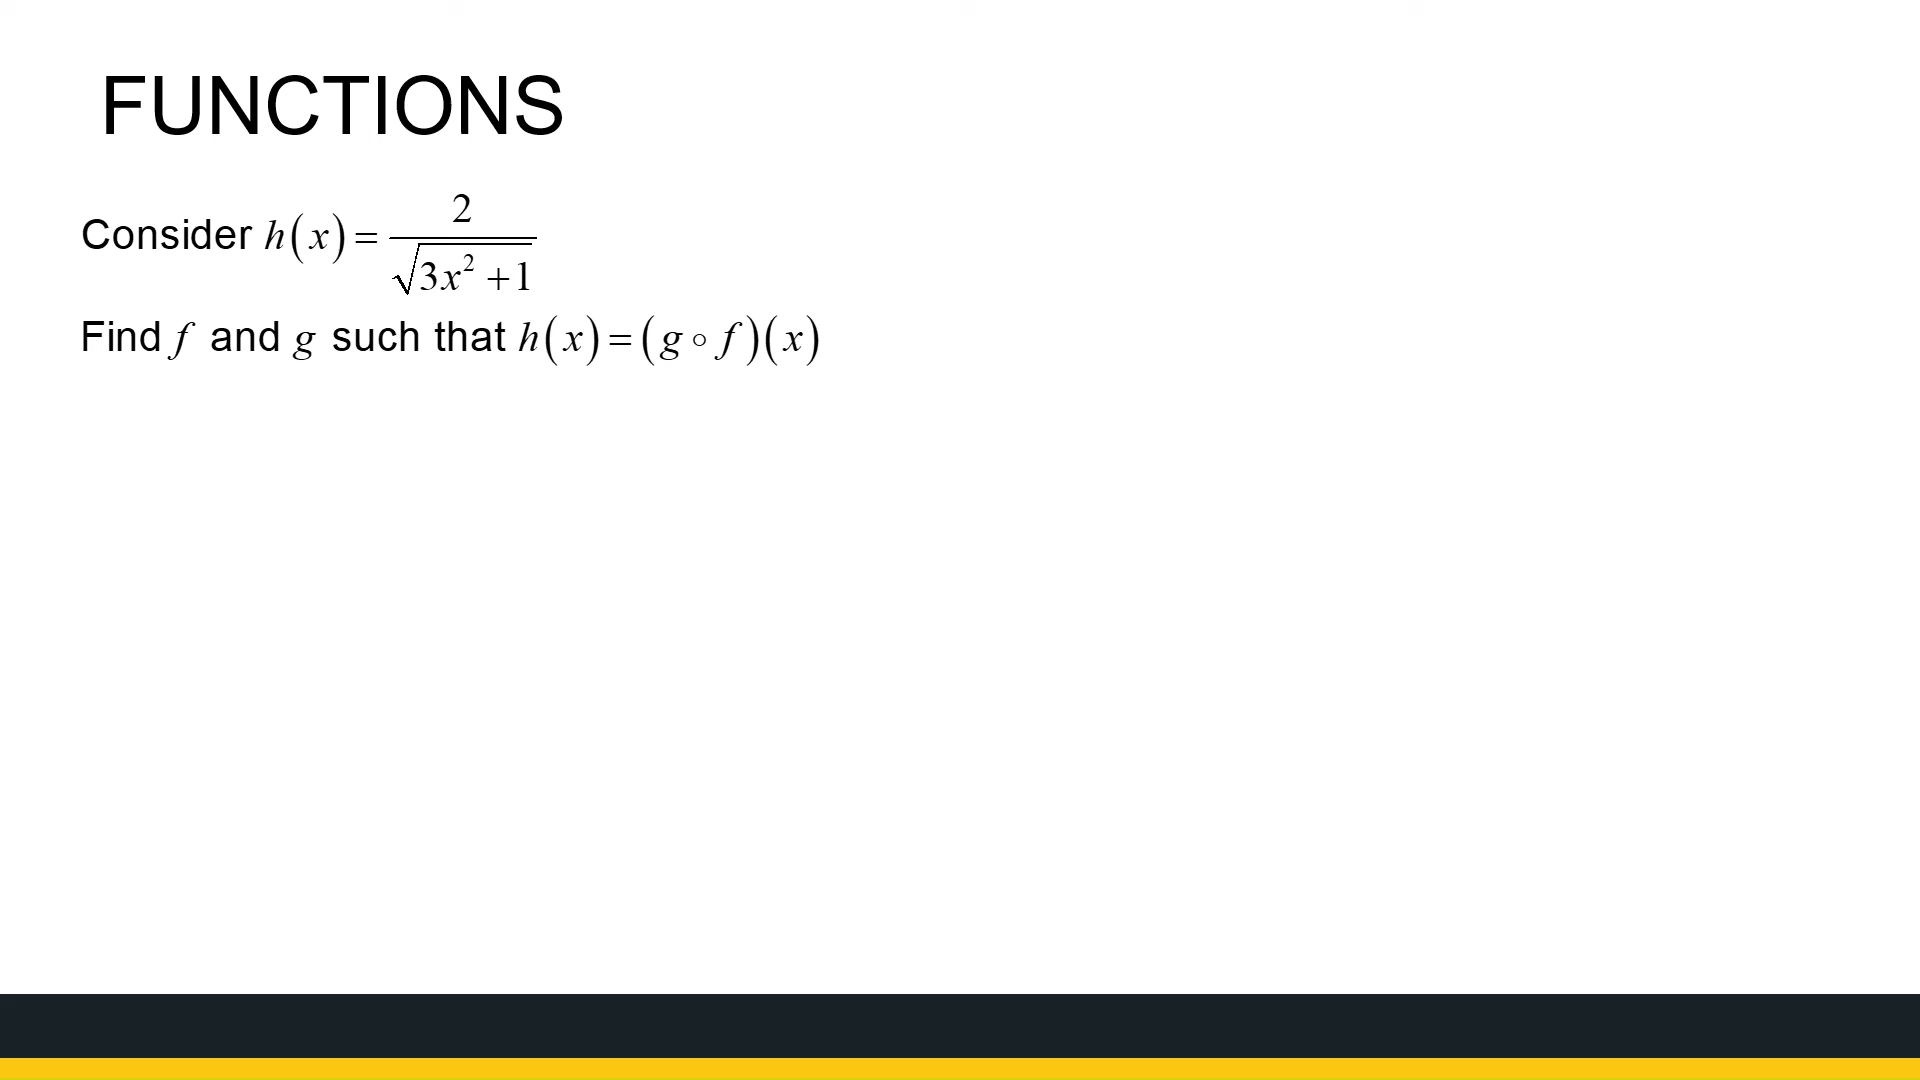 FUNCTIONS
Consider h(x) = 2/√(3x² + 1)
Find f and g such that h(x) = (g ∘ f)(x)